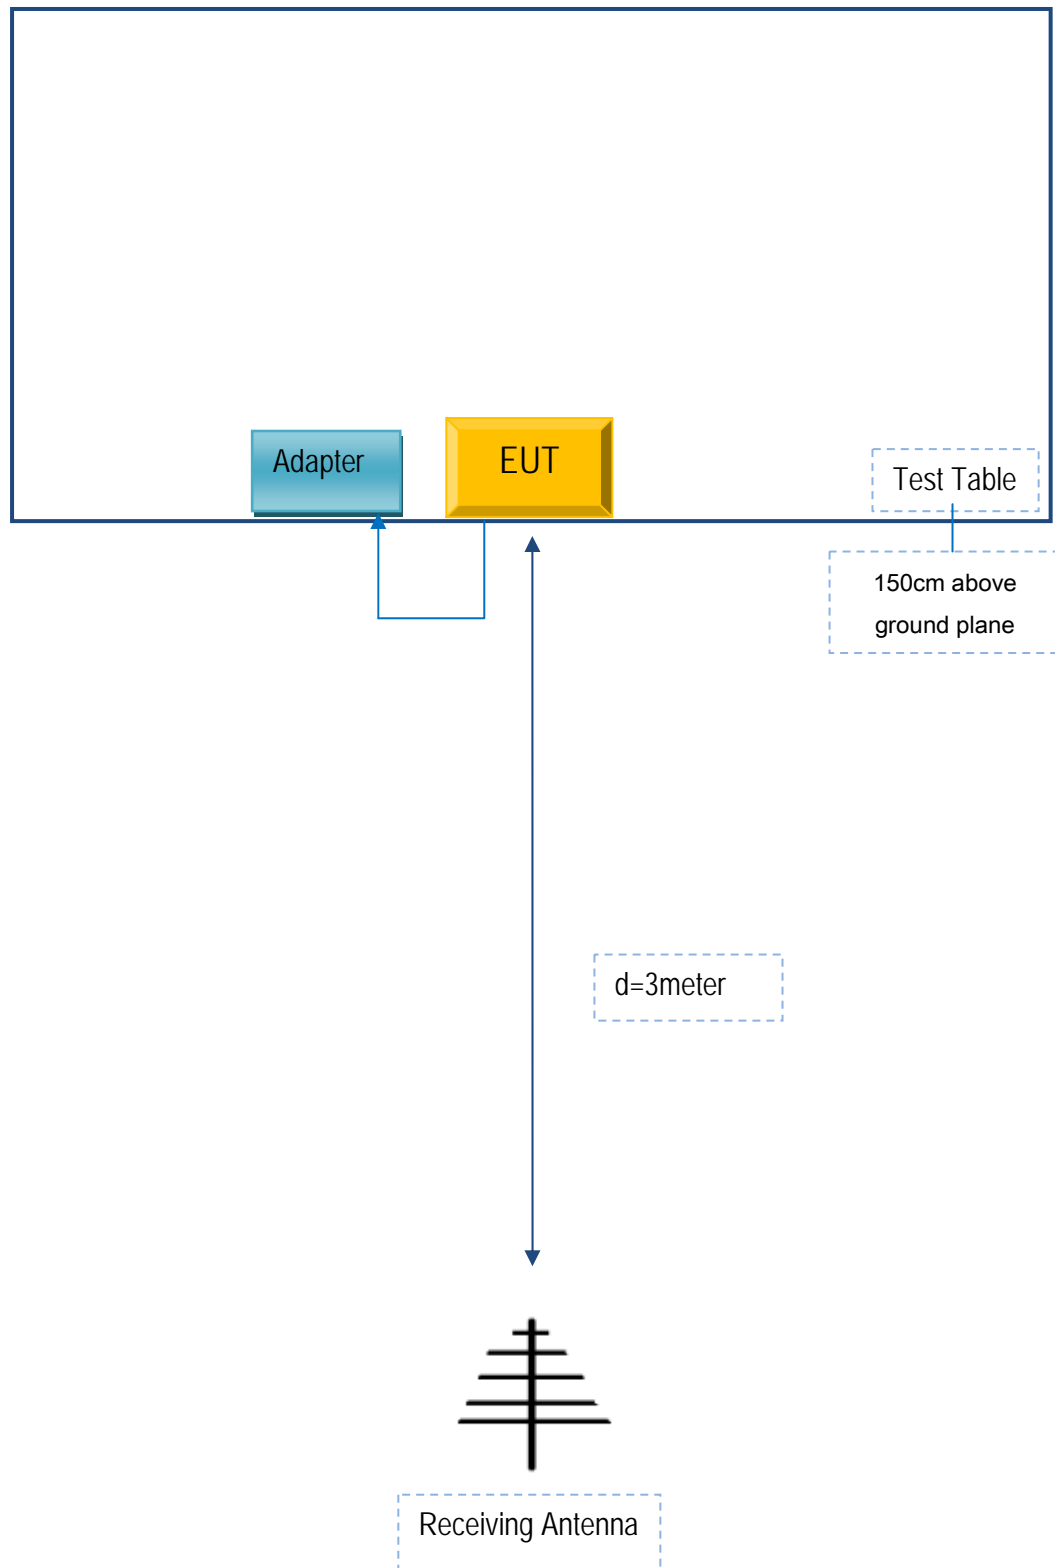 Adapter
EUT
Test Table
150cm above
ground plane
d=3meter
Receiving Antenna